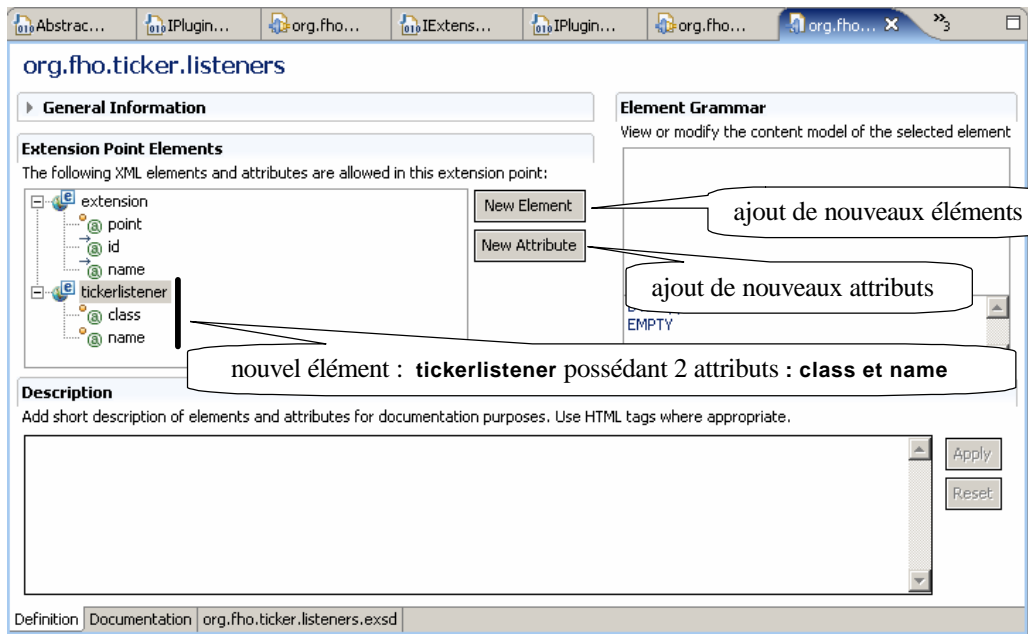 Abstrac... IPlugin... org.fho... IExtens... IPlugin... org.fho... org.fho... »3
org.fho.ticker.listeners
General Information
Extension Point Elements
The following XML elements and attributes are allowed in this extension point:
extension
point
id
name
tickerlistener
class
name
New Element
New Attribute
Element Grammar
View or modify the content model of the selected element
ajout de nouveaux éléments
ajout de nouveaux attributs
EMPTY
nouvel élément : tickerlistener possédant 2 attributs : class et name
Description
Add short description of elements and attributes for documentation purposes. Use HTML tags where appropriate.
Apply
Reset
Definition Documentation org.fho.ticker.listeners.exsd